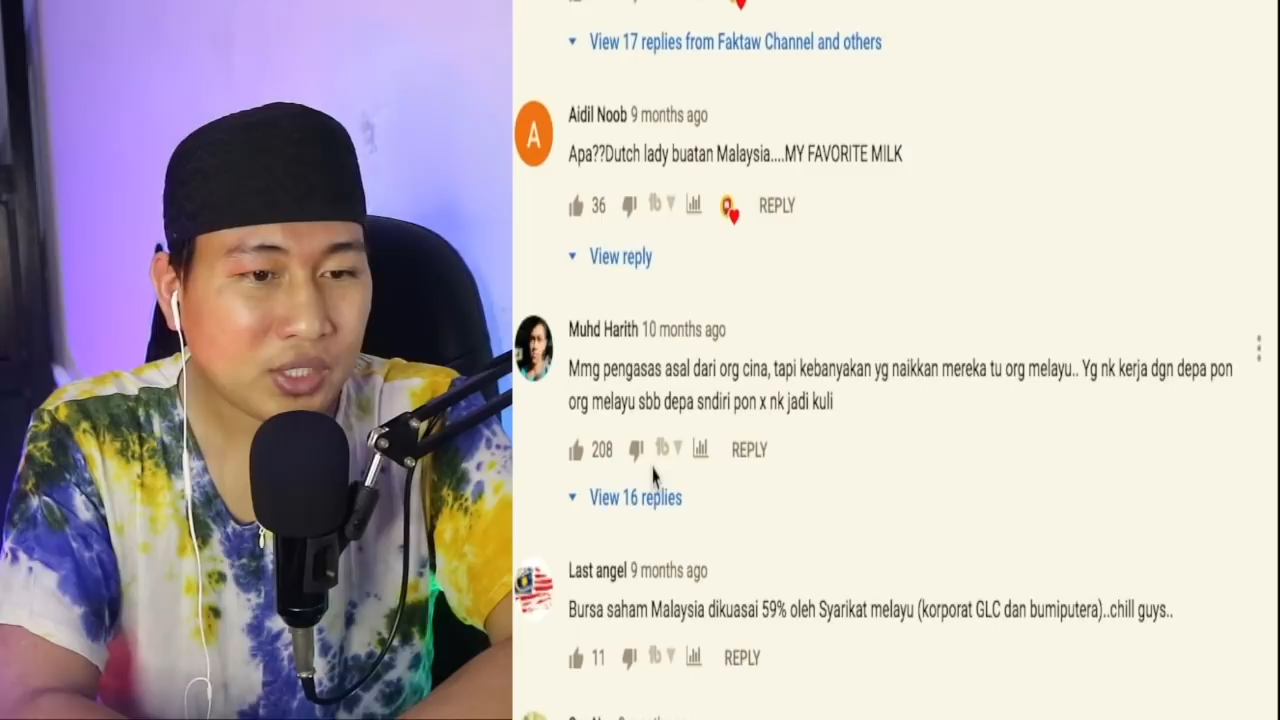 View 17 replies from Faktaw Channel and others
A
Aidil Noob 9 months ago
Apa??Dutch lady buatan Malaysia....MY FAVORITE MILK
36
REPLY
View reply
Muhd Harith 10 months ago
Mmg pengasas asal dari org cina, tapi kebanyakan yg naikkan mereka tu org melayu.. Yg nk kerja dgn depa pon
org melayu sbb depa sndiri pon x nk jadi kuli
208
REPLY
View 16 replies
Last angel 9 months ago
Bursa saham Malaysia dikuasai 59% oleh Syarikat melayu (korporat GLC dan bumiputera)..chill guys..
11
REPLY